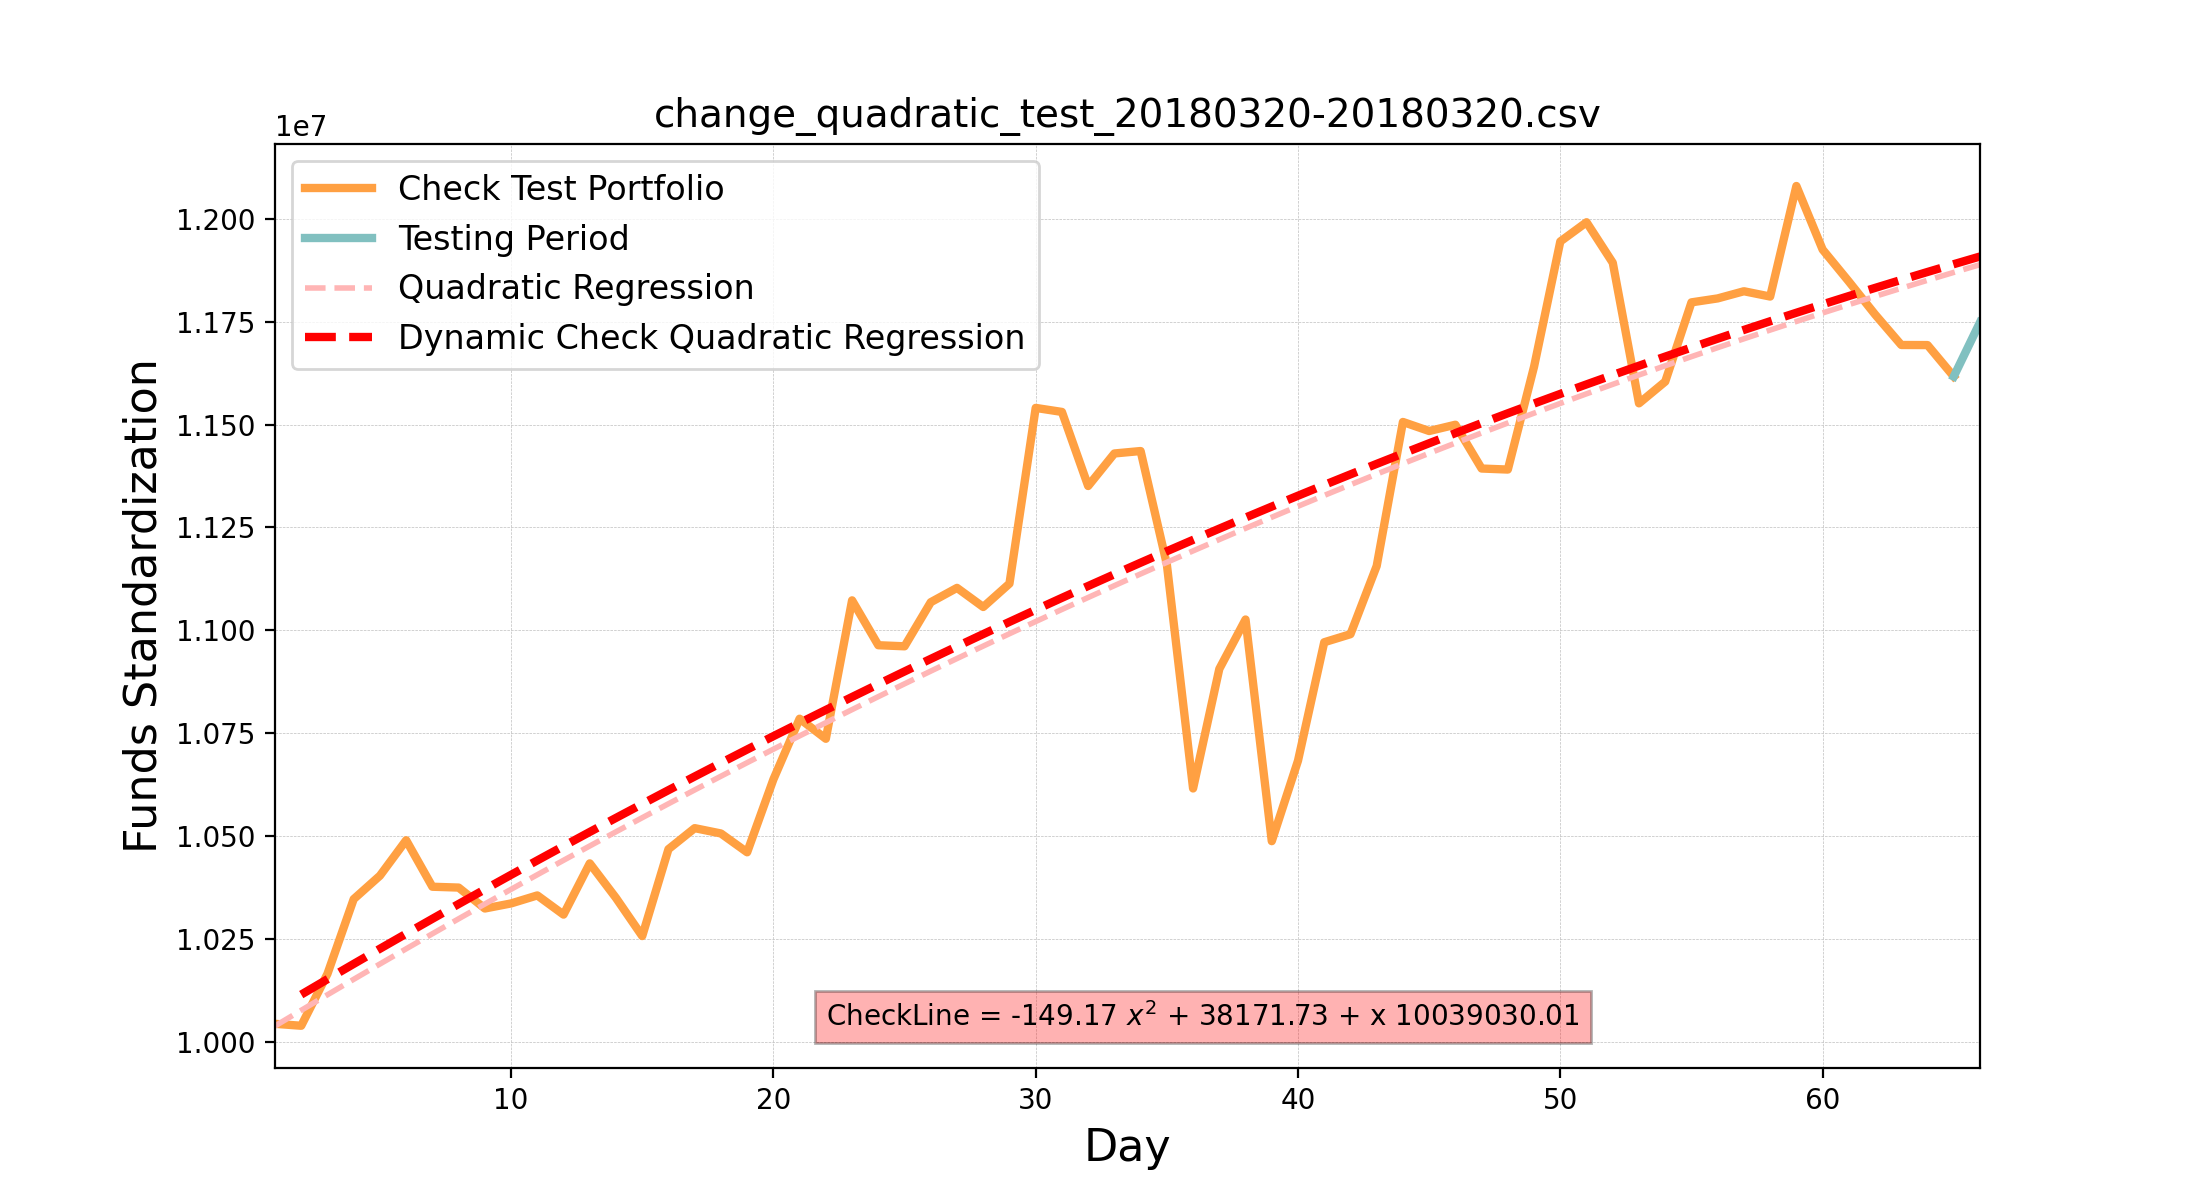 change_quadratic_test_20180320-20180320.csv
1e7
Check Test Portfolio
Testing Period
Quadratic Regression
Dynamic Check Quadratic Regression
1.200
1.175
1.150
1.125
1.100
1.075
1.050
1.025
1.000
Funds Standardization
CheckLine = -149.17 x² + 38171.73 + x 10039030.01
10 20 30 40 50 60
Day